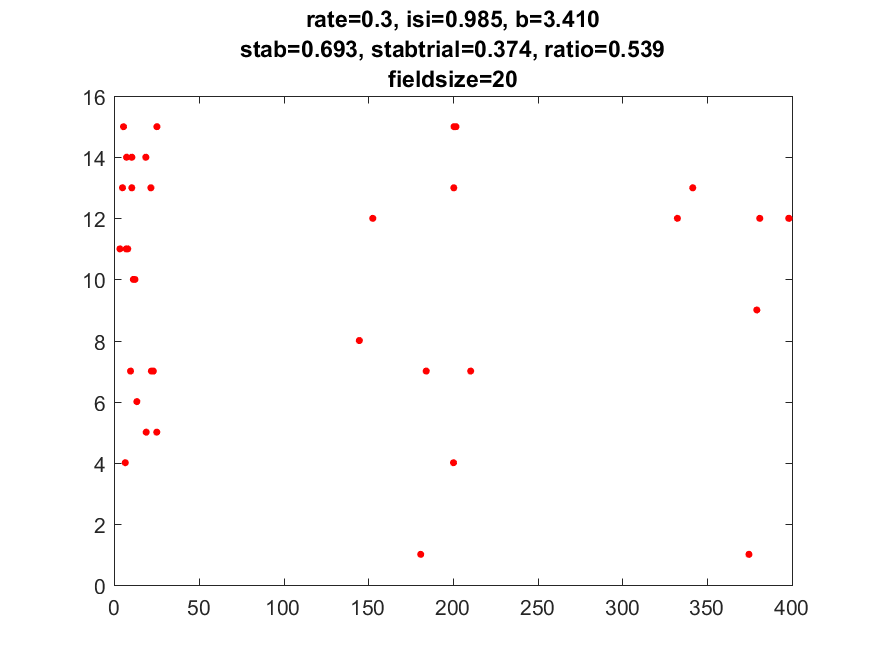 rate=0.3, isi=0.985, b=3.410
stab=0.693, stabtrial=0.374, ratio=0.539
fieldsize=20
16
14
12
10
8
6
4
2
0
0 50 100 150 200 250 300 350 400